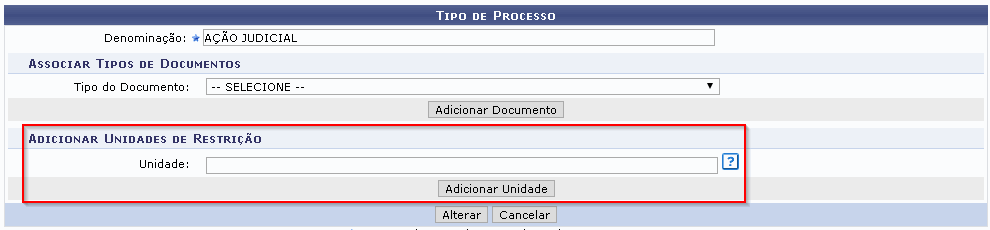 TIPO DE PROCESSO
Denominação: AÇÃO JUDICIAL
ASSOCIAR TIPOS DE DOCUMENTOS
Tipo do Documento: -- SELECIONE --
Adicionar Documento
ADICIONAR UNIDADES DE RESTRIÇÃO
Unidade: ?
Adicionar Unidade
Alterar Cancelar